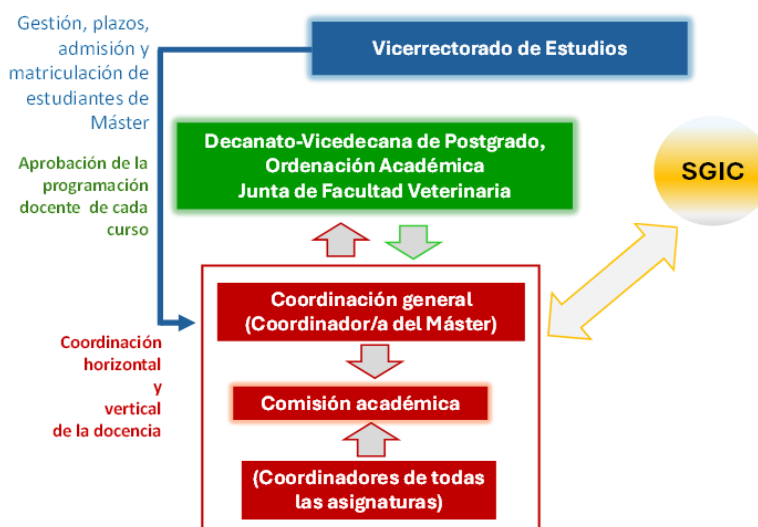 Gestión, plazos,
admisión y
matriculación de
estudiantes de
Máster
Vicerrectorado de Estudios
Aprobación de la
programación
docente de cada
curso
Decanato-Vicedecana de Postgrado,
Ordenación Académica
Junta de Facultad Veterinaria
SGIC
Coordinación general
(Coordinador/a del Máster)
Coordinación
horizontal
y
vertical
de la docencia
Comisión académica
(Coordinadores de todas
las asignaturas)